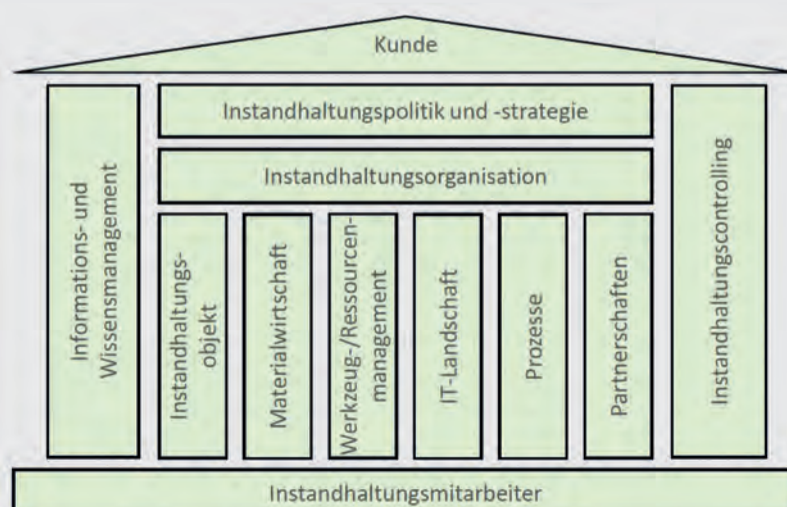 Kunde
Instandhaltungspolitik und -strategie
Instandhaltungsorganisation
Informations- und
Wissensmanagement
Instandhaltungs-
objekt
Materialwirtschaft
Werkzeug-/Ressourcen-
management
IT-Landschaft
Prozesse
Partnerschaften
Instandhaltungscontrolling
Instandhaltungsmitarbeiter